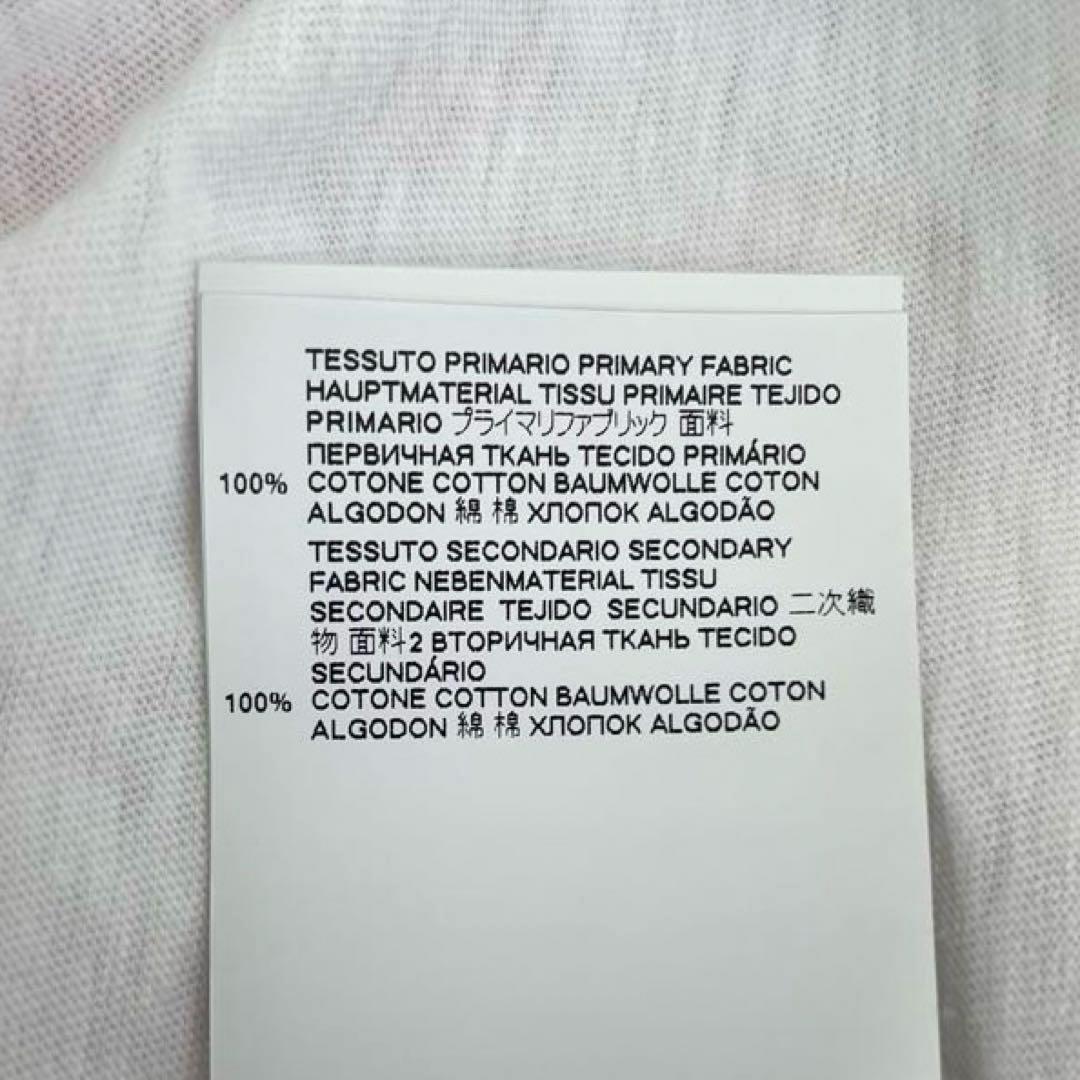 TESSUTO PRIMARIO PRIMARY FABRIC
HAUPTMATERIAL TISSU PRIMAIRE TEJIDO
PRIMARIO プライマリファブリック 面料
ПЕРВИЧНАЯ ТКАНЬ TECIDO PRIMÁRIO
100% COTONE COTTON BAUMWOLLE COTON
ALGODON 綿 棉 ХЛОПОК ALGODÃO
TESSUTO SECONDARIO SECONDARY
FABRIC NEBENMATERIAL TISSU
SECONDAIRE TEJIDO SECUNDARIO 二次織
物 面料2 ВТОРИЧНАЯ ТКАНЬ TECIDO
SECUNDÁRIO
100% COTONE COTTON BAUMWOLLE COTON
ALGODON 綿 棉 ХЛОПОК ALGODÃO